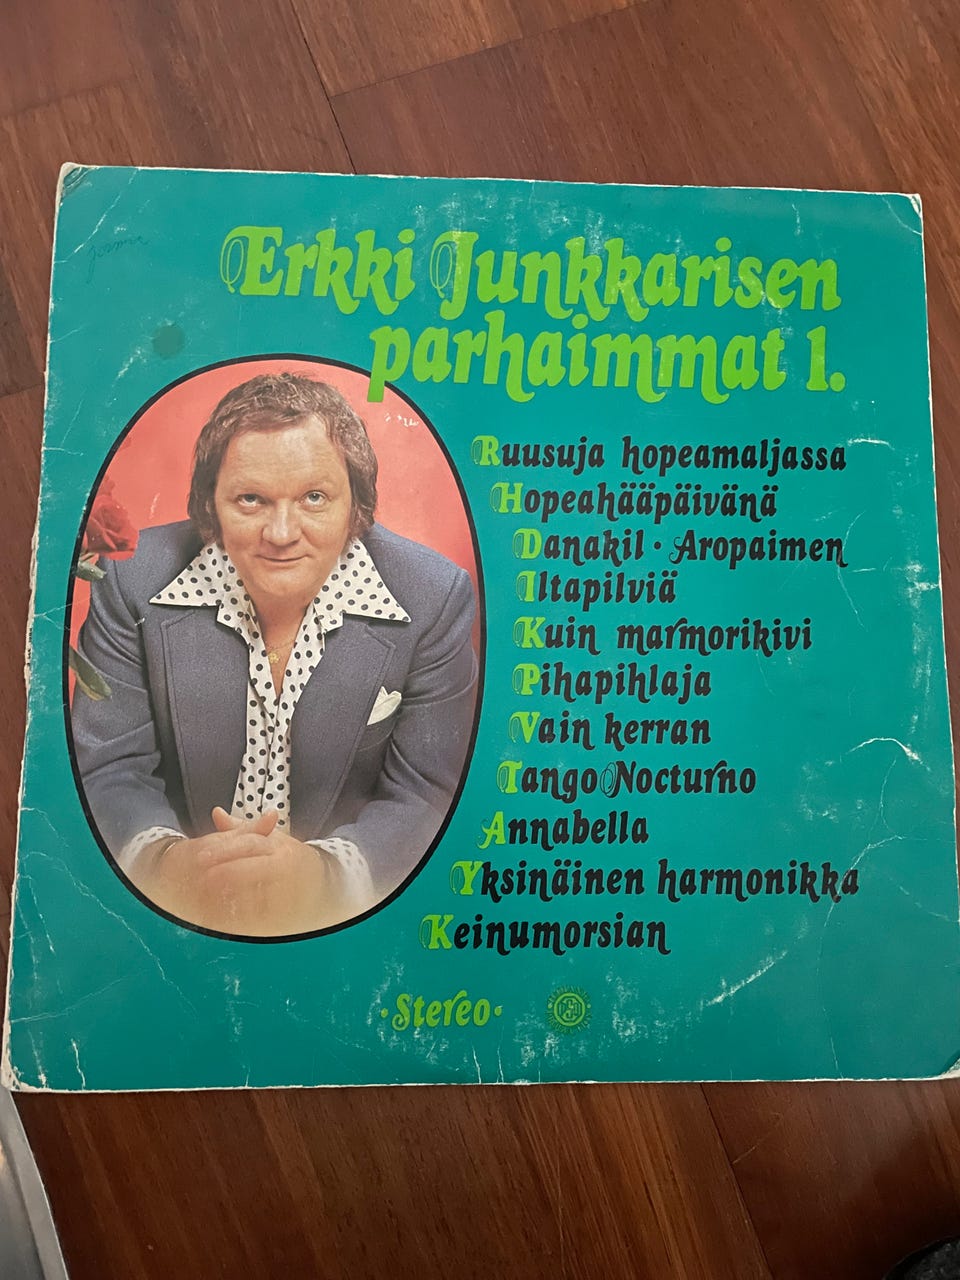 Erkki Junkkarisen
parhaimmat 1.
Ruusuja hopeamaljassa
Hopeahääpäivänä
Danakil · Aropaimen
Iltapilviä
Kuin marmorikivi
Pihapihlaja
Vain kerran
Tango Nocturno
Annabella
Yksinäinen harmonikka
Keinumorsian
·Stereo·